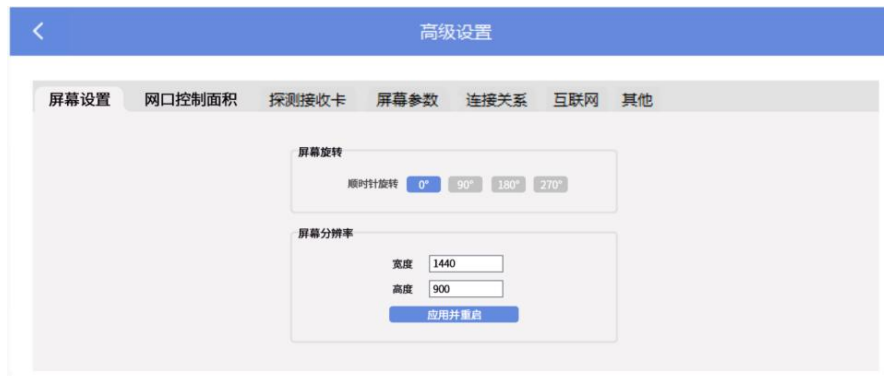 高级设置
屏幕设置 网口控制面积 探测接收卡 屏幕参数 连接关系 互联网 其他
屏幕旋转
顺时针旋转 0° 90° 180° 270°
屏幕分辨率
宽度 1440
高度 900
应用并重启